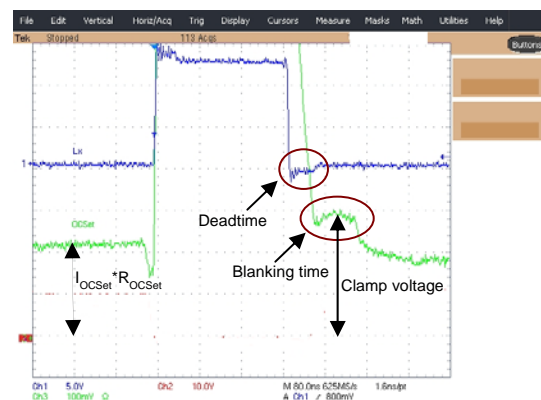 File Edit Vertical Horiz/Acq Trig Display Cursors Measure Masks Math Utilities Help
Tek Stopped 113 Acqs
Buttons
Lx
1
Deadtime
OCSet
Blanking time
I_OCSet*R_OCSet
Clamp voltage
Ch1 5.0V Ch2 10.0V M 80.0ns 625MS/s 1.6ns/pt
Ch3 100mV Ω A Ch1 / 800mV